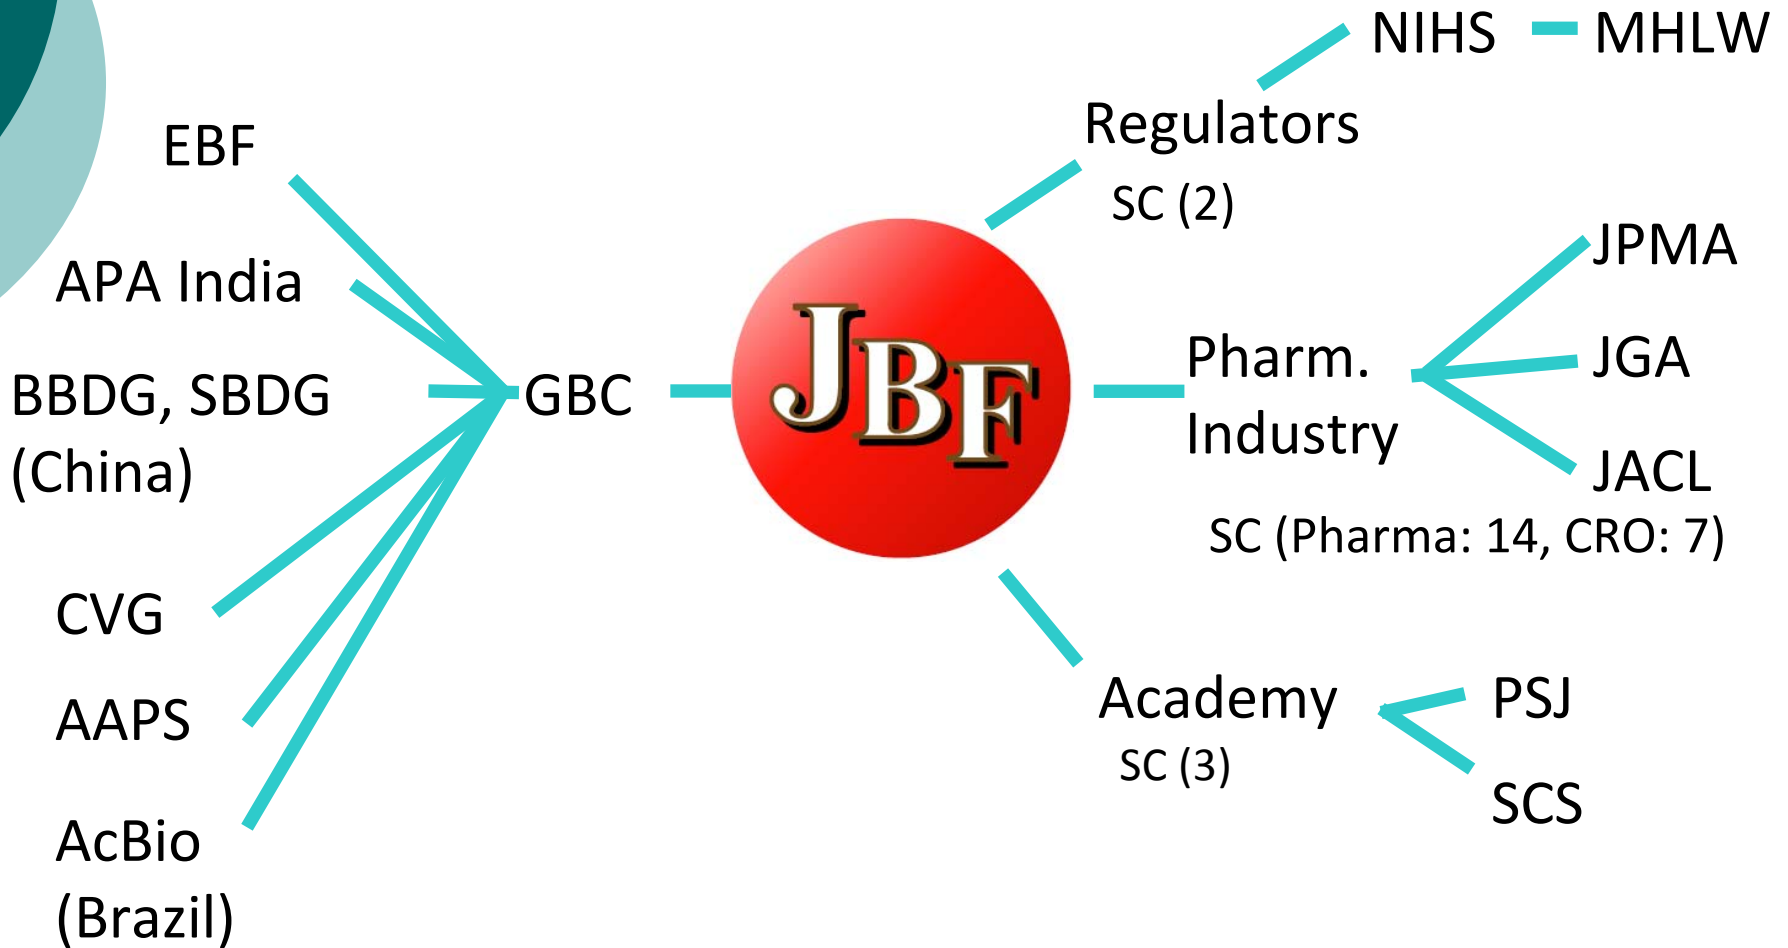 EBF
APA India
BBDG, SBDG
(China)
CVG
AAPS
AcBio
(Brazil)
GBC
JBF
NIHS
MHLW
Regulators
SC (2)
Pharm.
Industry
JPMA
JGA
JACL
SC (Pharma: 14, CRO: 7)
Academy
SC (3)
PSJ
SCS